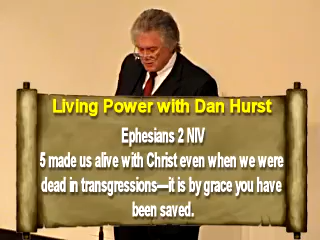 Living Power with Dan Hurst
Ephesians 2 NIV
5 made us alive with Christ even when we were
dead in transgressions—it is by grace you have
been saved.